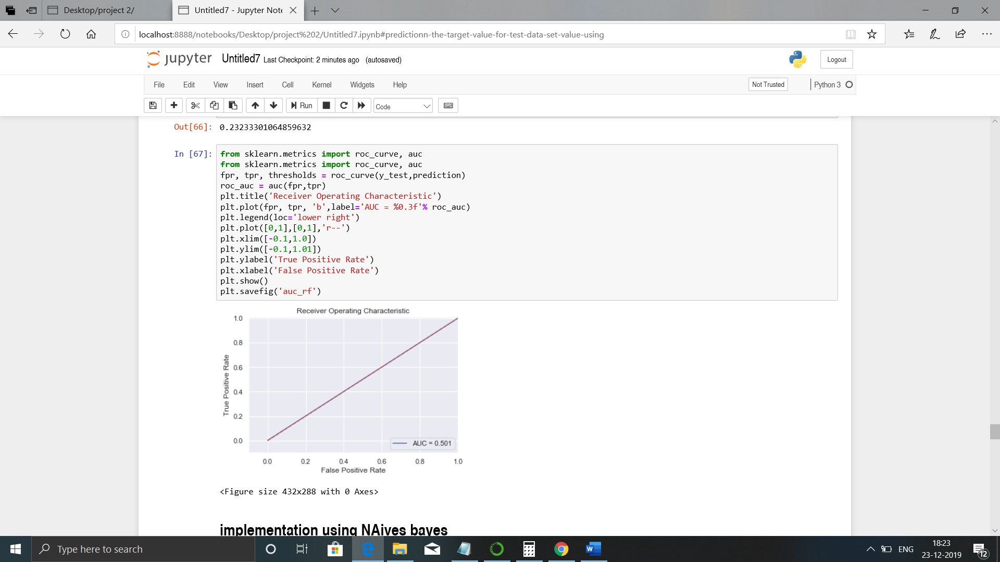 Desktop/project 2/
Untitled7 - Jupyter Note
localhost:8888/notebooks/Desktop/project%202/Untitled7.ipynb#predictionn-the-target-value-for-test-data-set-value-using
jupyter Untitled7 Last Checkpoint: 2 minutes ago (autosaved)
Logout
File Edit View Insert Cell Kernel Widgets Help
Not Trusted
Python 3
Run
Code
Out[66]: 0.23233301064859632
In [67]: from sklearn.metrics import roc_curve, auc
from sklearn.metrics import roc_curve, auc
fpr, tpr, thresholds = roc_curve(y_test,prediction)
roc_auc = auc(fpr,tpr)
plt.title('Receiver Operating Characteristic')
plt.plot(fpr, tpr, 'b',label='AUC = %0.3f'% roc_auc)
plt.legend(loc='lower right')
plt.plot([0,1],[0,1],'r--')
plt.xlim([-0.1,1.0])
plt.ylim([-0.1,1.01])
plt.ylabel('True Positive Rate')
plt.xlabel('False Positive Rate')
plt.show()
plt.savefig('auc_rf')
Receiver Operating Characteristic
1.0
0.8
0.6
0.4
0.2
0.0
True Positive Rate
AUC = 0.501
0.0 0.2 0.4 0.6 0.8 1.0
False Positive Rate
<Figure size 432x288 with 0 Axes>
implementation using NAives bayes
Type here to search
W
ENG
18:23
23-12-2019
12